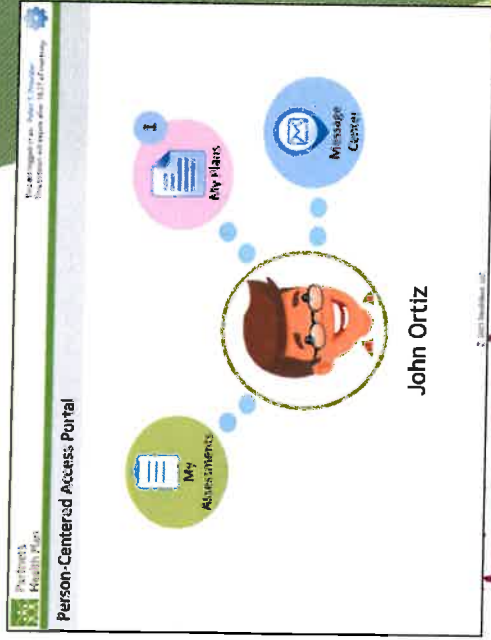 Partners
Health Plan
Person-Centered Access Portal
My
Assessments
1
My Plans
Message
Center
John Ortiz